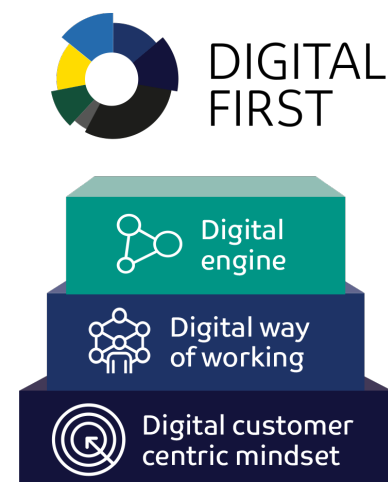 DIGITAL
FIRST
Digital
engine
Digital way
of working
Digital customer
centric mindset